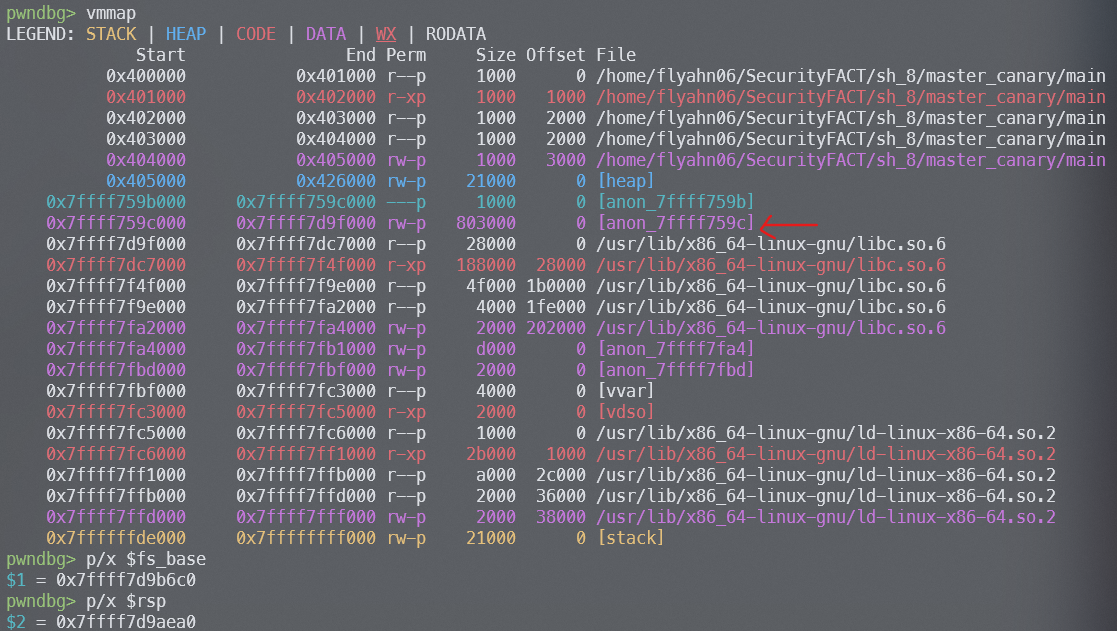 pwndbg> vmmap
LEGEND: STACK | HEAP | CODE | DATA | WX | RODATA
Start End Perm Size Offset File
0x400000 0x401000 r--p 1000 0 /home/flyahn06/SecurityFACT/sh_8/master_canary/main
0x401000 0x402000 r-xp 1000 1000 /home/flyahn06/SecurityFACT/sh_8/master_canary/main
0x402000 0x403000 r--p 1000 2000 /home/flyahn06/SecurityFACT/sh_8/master_canary/main
0x403000 0x404000 r--p 1000 2000 /home/flyahn06/SecurityFACT/sh_8/master_canary/main
0x404000 0x405000 rw-p 1000 3000 /home/flyahn06/SecurityFACT/sh_8/master_canary/main
0x405000 0x426000 rw-p 21000 0 [heap]
0x7ffff759b000 0x7ffff759c000 ---p 1000 0 [anon_7ffff759b]
0x7ffff759c000 0x7ffff7d9f000 rw-p 803000 0 [anon_7ffff759c]
0x7ffff7d9f000 0x7ffff7dc7000 r--p 28000 0 /usr/lib/x86_64-linux-gnu/libc.so.6
0x7ffff7dc7000 0x7ffff7f4f000 r-xp 188000 28000 /usr/lib/x86_64-linux-gnu/libc.so.6
0x7ffff7f4f000 0x7ffff7f9e000 r--p 4f000 1b0000 /usr/lib/x86_64-linux-gnu/libc.so.6
0x7ffff7f9e000 0x7ffff7fa2000 r--p 4000 1fe000 /usr/lib/x86_64-linux-gnu/libc.so.6
0x7ffff7fa2000 0x7ffff7fa4000 rw-p 2000 202000 /usr/lib/x86_64-linux-gnu/libc.so.6
0x7ffff7fa4000 0x7ffff7fb1000 rw-p d000 0 [anon_7ffff7fa4]
0x7ffff7fbd000 0x7ffff7fbf000 rw-p 2000 0 [anon_7ffff7fbd]
0x7ffff7fbf000 0x7ffff7fc3000 r--p 4000 0 [vvar]
0x7ffff7fc3000 0x7ffff7fc5000 r-xp 2000 0 [vdso]
0x7ffff7fc5000 0x7ffff7fc6000 r--p 1000 0 /usr/lib/x86_64-linux-gnu/ld-linux-x86-64.so.2
0x7ffff7fc6000 0x7ffff7ff1000 r-xp 2b000 1000 /usr/lib/x86_64-linux-gnu/ld-linux-x86-64.so.2
0x7ffff7ff1000 0x7ffff7ffb000 r--p a000 2c000 /usr/lib/x86_64-linux-gnu/ld-linux-x86-64.so.2
0x7ffff7ffb000 0x7ffff7ffd000 r--p 2000 36000 /usr/lib/x86_64-linux-gnu/ld-linux-x86-64.so.2
0x7ffff7ffd000 0x7ffff7fff000 rw-p 2000 38000 /usr/lib/x86_64-linux-gnu/ld-linux-x86-64.so.2
0x7ffffffde000 0x7ffffffff000 rw-p 21000 0 [stack]
pwndbg> p/x $fs_base
$1 = 0x7ffff7d9b6c0
pwndbg> p/x $rsp
$2 = 0x7ffff7d9aea0